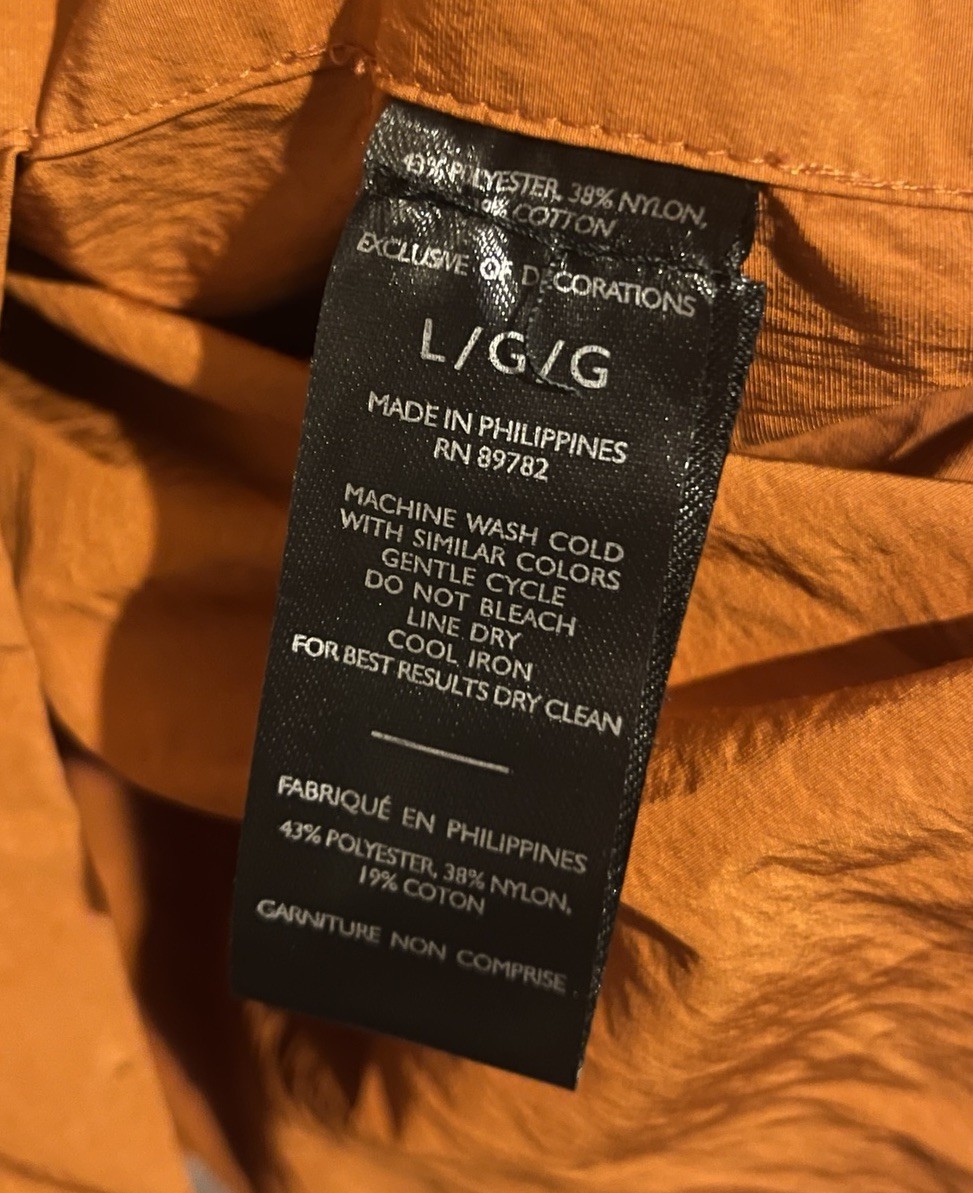 43% POLYESTER, 38% NYLON,
19% COTTON
EXCLUSIVE OF DECORATIONS
L/G/G
MADE IN PHILIPPINES
RN 89782
MACHINE WASH COLD
WITH SIMILAR COLORS
GENTLE CYCLE
DO NOT BLEACH
LINE DRY
COOL IRON
FOR BEST RESULTS DRY CLEAN
FABRIQUÉ EN PHILIPPINES
43% POLYESTER, 38% NYLON,
19% COTON
GARNITURE NON COMPRISE